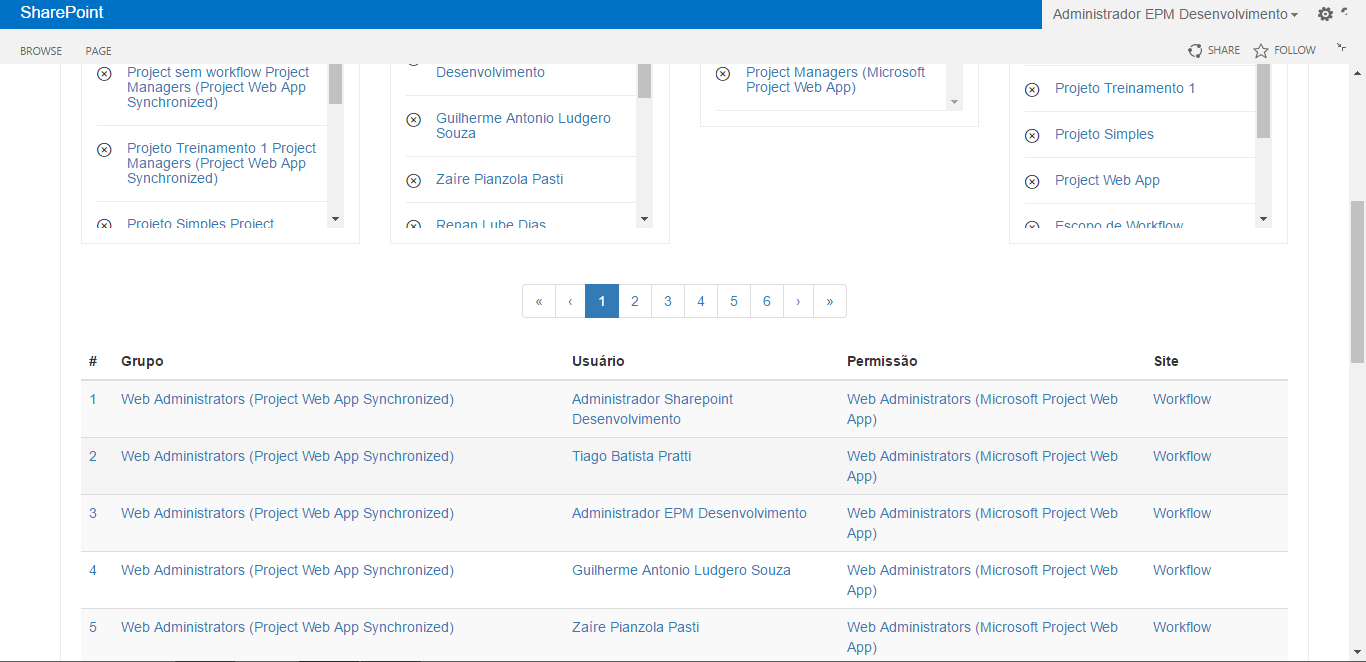 SharePoint
Administrador EPM Desenvolvimento
BROWSE PAGE SHARE FOLLOW
Project sem workflow Project
Managers (Project Web App
Synchronized)
Projeto Treinamento 1 Project
Managers (Project Web App
Synchronized)
Projeto Simples Project
Desenvolvimento
Guilherme Antonio Ludgero
Souza
Zaíre Pianzola Pasti
Renan Lube Dias
Project Managers (Microsoft
Project Web App)
Projeto Treinamento 1
Projeto Simples
Project Web App
Escopo de Workflow
« ‹ 1 2 3 4 5 6 › »
# Grupo Usuário Permissão Site
1 Web Administrators (Project Web App Synchronized) Administrador Sharepoint Web Administrators (Microsoft Project Web Workflow
Desenvolvimento App)
2 Web Administrators (Project Web App Synchronized) Tiago Batista Pratti Web Administrators (Microsoft Project Web Workflow
App)
3 Web Administrators (Project Web App Synchronized) Administrador EPM Desenvolvimento Web Administrators (Microsoft Project Web Workflow
App)
4 Web Administrators (Project Web App Synchronized) Guilherme Antonio Ludgero Souza Web Administrators (Microsoft Project Web Workflow
App)
5 Web Administrators (Project Web App Synchronized) Zaíre Pianzola Pasti Web Administrators (Microsoft Project Web Workflow
App)